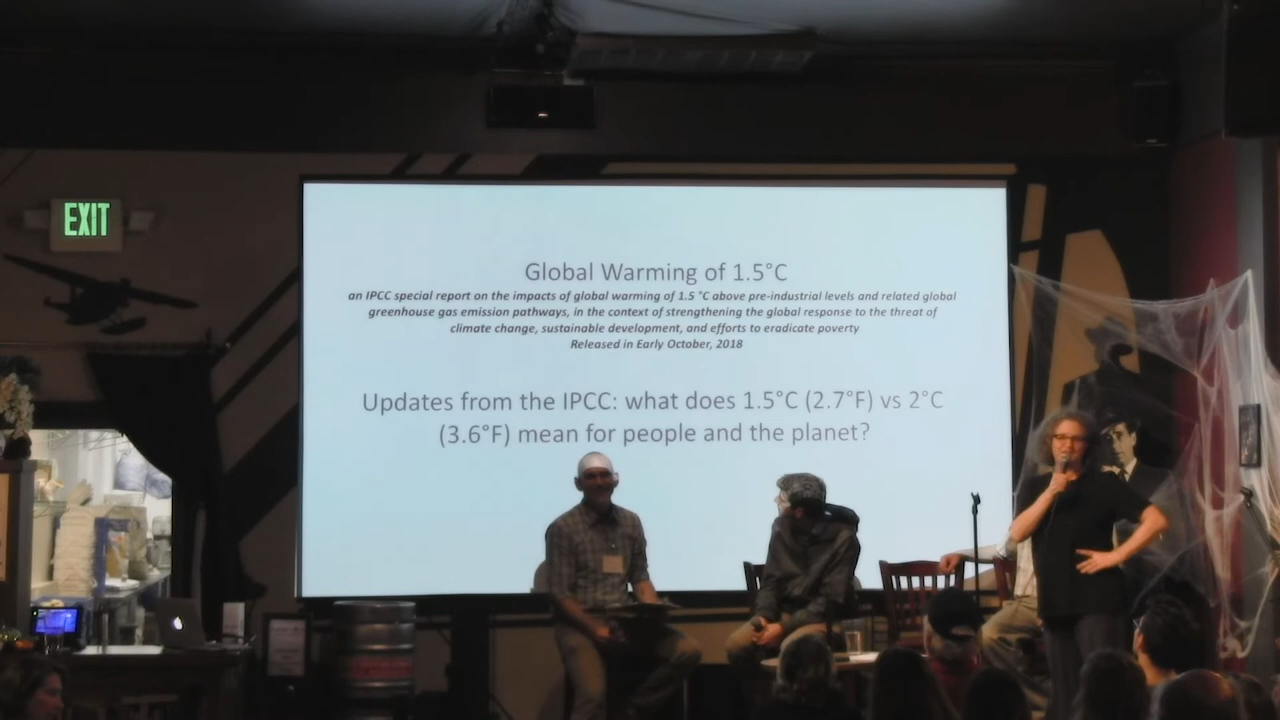 EXIT
Global Warming of 1.5°C
an IPCC special report on the impacts of global warming of 1.5 °C above pre-industrial levels and related global
greenhouse gas emission pathways, in the context of strengthening the global response to the threat of
climate change, sustainable development, and efforts to eradicate poverty
Released in Early October, 2018
Updates from the IPCC: what does 1.5°C (2.7°F) vs 2°C
(3.6°F) mean for people and the planet?